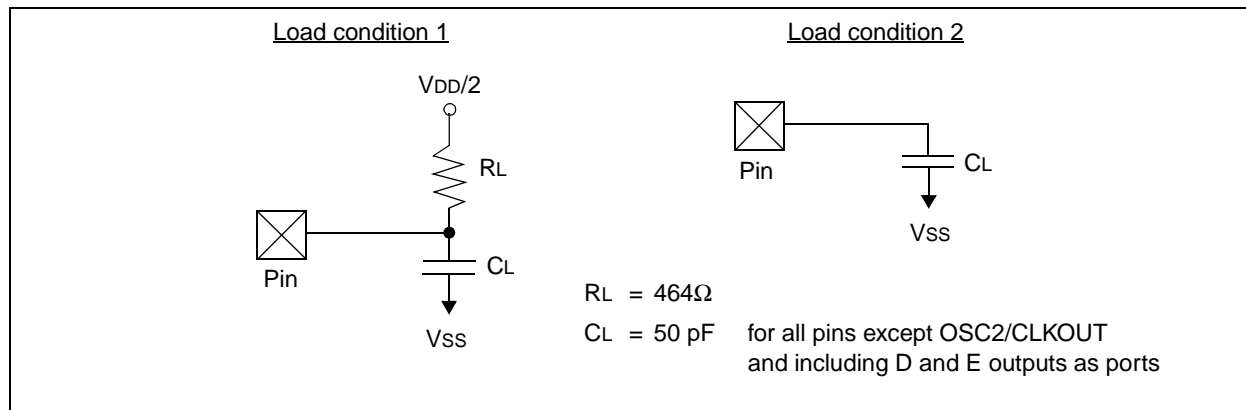 Load condition 1
VDD/2
RL
Pin
CL
VSS
Load condition 2
Pin
CL
VSS
RL = 464Ω
CL = 50 pF for all pins except OSC2/CLKOUT
and including D and E outputs as ports